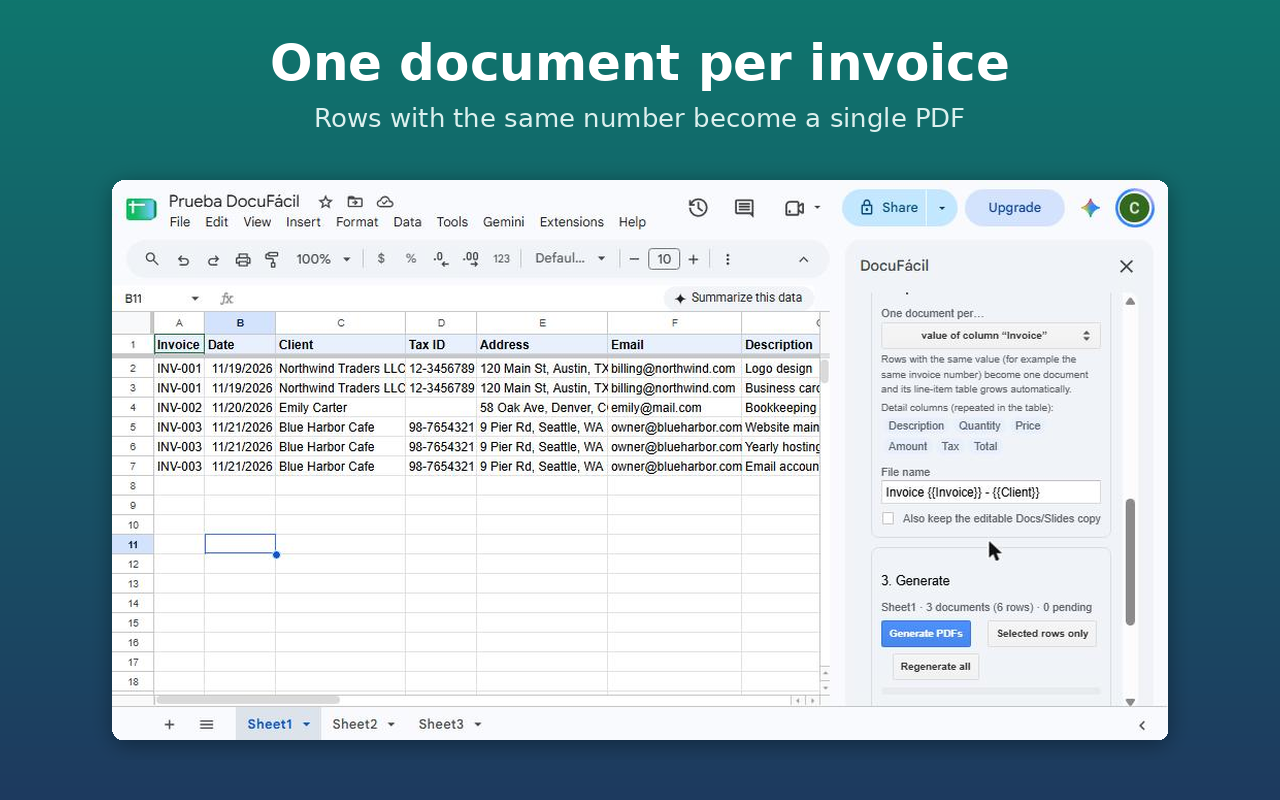 One document per invoice
Rows with the same number become a single PDF
Prueba DocuFácil
File Edit View Insert Format Data Tools Gemini Extensions Help
Share
Upgrade
C
100% $ % .0 .00 123 Defaul... 10
DocuFácil
B11 fx Summarize this data
A B C D E F
1 Invoice Date Client Tax ID Address Email Description
2 INV-001 11/19/2026 Northwind Traders LLC 12-3456789 120 Main St, Austin, TX billing@northwind.com Logo design
3 INV-001 11/19/2026 Northwind Traders LLC 12-3456789 120 Main St, Austin, TX billing@northwind.com Business card
4 INV-002 11/20/2026 Emily Carter 58 Oak Ave, Denver, C emily@mail.com Bookkeeping
5 INV-003 11/21/2026 Blue Harbor Cafe 98-7654321 9 Pier Rd, Seattle, WA owner@blueharbor.com Website main
6 INV-003 11/21/2026 Blue Harbor Cafe 98-7654321 9 Pier Rd, Seattle, WA owner@blueharbor.com Yearly hosting
7 INV-003 11/21/2026 Blue Harbor Cafe 98-7654321 9 Pier Rd, Seattle, WA owner@blueharbor.com Email accoun
8
9
10
11
12
13
14
15
16
17
18
One document per...
value of column “Invoice”
Rows with the same value (for example the
same invoice number) become one document
and its line-item table grows automatically.
Detail columns (repeated in the table):
Description Quantity Price
Amount Tax Total
File name
Invoice {{Invoice}} - {{Client}}
Also keep the editable Docs/Slides copy
3. Generate
Sheet1 · 3 documents (6 rows) · 0 pending
Generate PDFs Selected rows only
Regenerate all
Sheet1 Sheet2 Sheet3